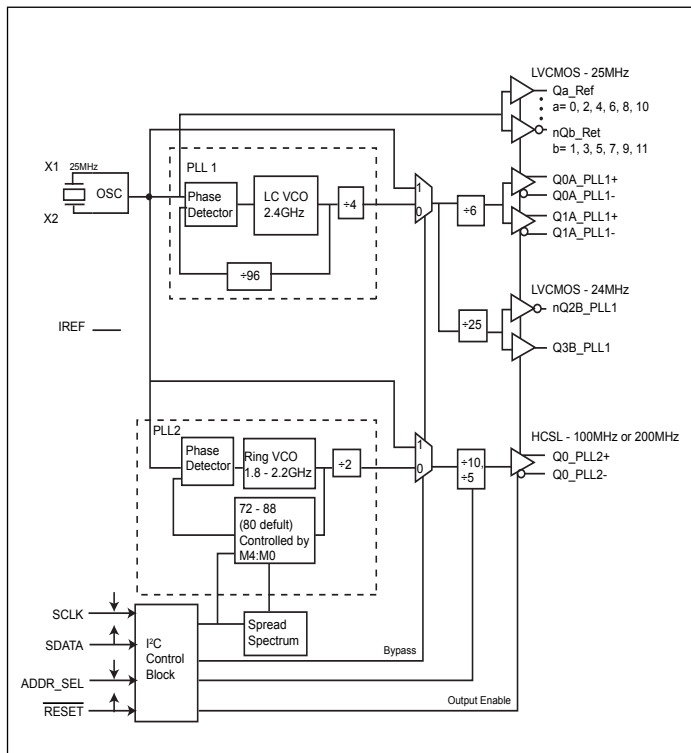 LVCMOS - 25MHz
Qa_Ref
a= 0, 2, 4, 6, 8, 10
nQb_Ret
b= 1, 3, 5, 7, 9, 11
X1
25MHz
OSC
X2
PLL 1
Phase
Detector
LC VCO
2.4GHz
÷4
÷96
1
0
÷6
Q0A_PLL1+
Q0A_PLL1-
Q1A_PLL1+
Q1A_PLL1-
LVCMOS - 24MHz
nQ2B_PLL1
÷25
Q3B_PLL1
IREF
PLL2
Phase
Detector
Ring VCO
1.8 - 2.2GHz
÷2
1
0
÷10,
÷5
HCSL - 100MHz or 200MHz
Q0_PLL2+
Q0_PLL2-
72 - 88
(80 defult)
Controlled by
M4:M0
SCLK
SDATA
ADDR_SEL
RESET
I²C
Control
Block
Spread
Spectrum
Bypass
Output Enable